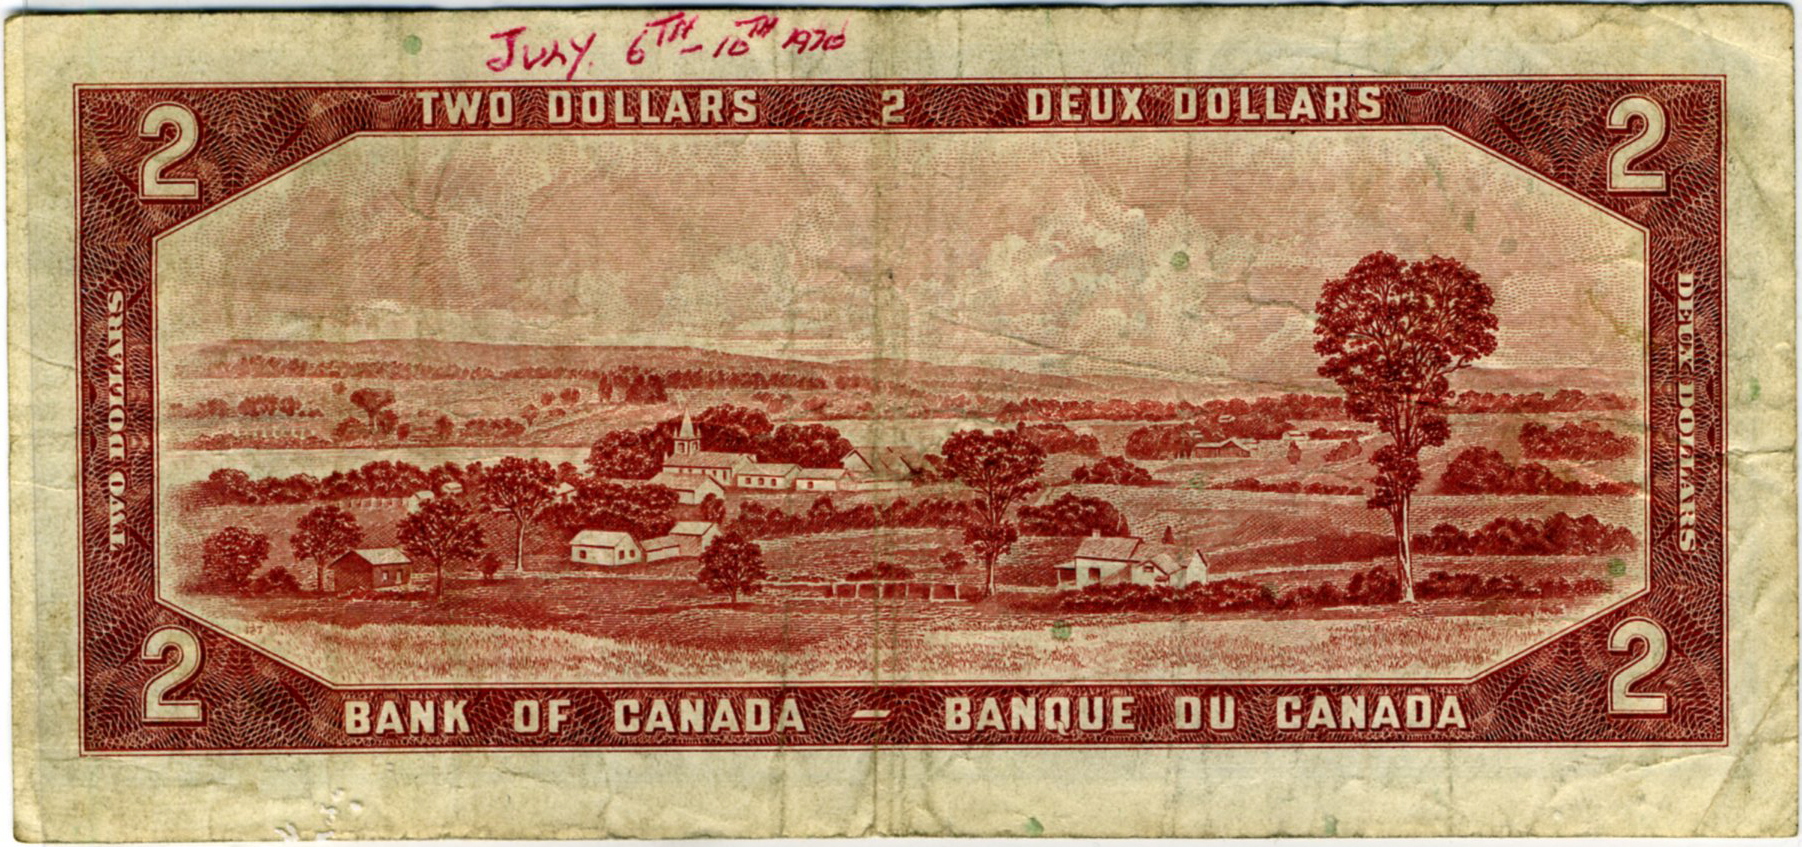 JULY. 6TH - 10TH 1976
TWO DOLLARS 2 DEUX DOLLARS
2 2
TWO DOLLARS
DEUX DOLLARS
2 2
BANK OF CANADA - BANQUE DU CANADA